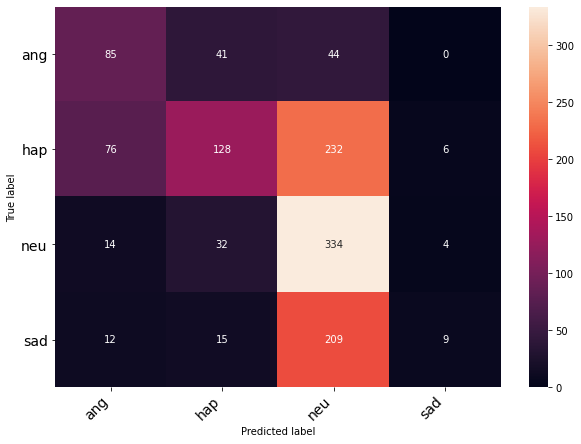 ang 85 41 44 0
hap 76 128 232 6
neu 14 32 334 4
sad 12 15 209 9
ang hap neu sad
True label
Predicted label
300
250
200
150
100
50
0